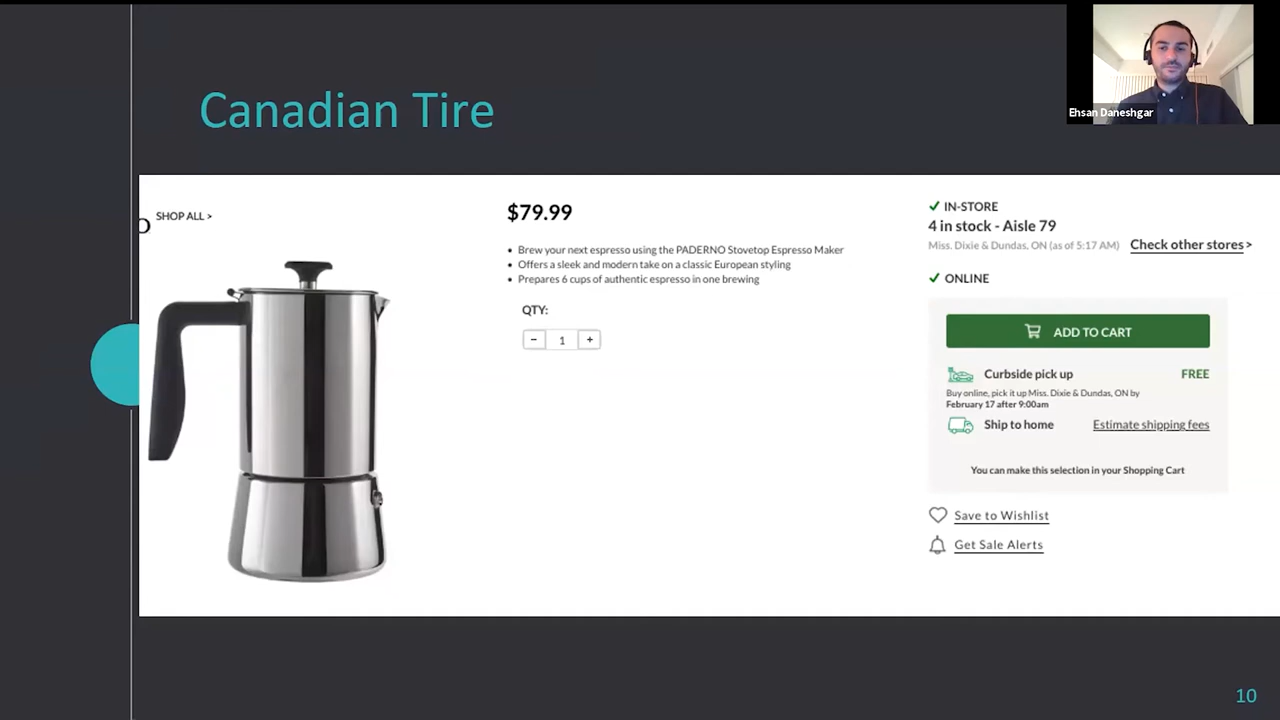 Canadian Tire
Ehsan Daneshgar
SHOP ALL >
$79.99
• Brew your next espresso using the PADERNO Stovetop Espresso Maker
• Offers a sleek and modern take on a classic European styling
• Prepares 6 cups of authentic espresso in one brewing
QTY:
− 1 +
IN-STORE
4 in stock - Aisle 79
Miss. Dixie & Dundas, ON (as of 5:17 AM) Check other stores >
ONLINE
ADD TO CART
Curbside pick up FREE
Buy online, pick it up Miss. Dixie & Dundas, ON by
February 17 after 9:00am
Ship to home Estimate shipping fees
You can make this selection in your Shopping Cart
Save to Wishlist
Get Sale Alerts
10